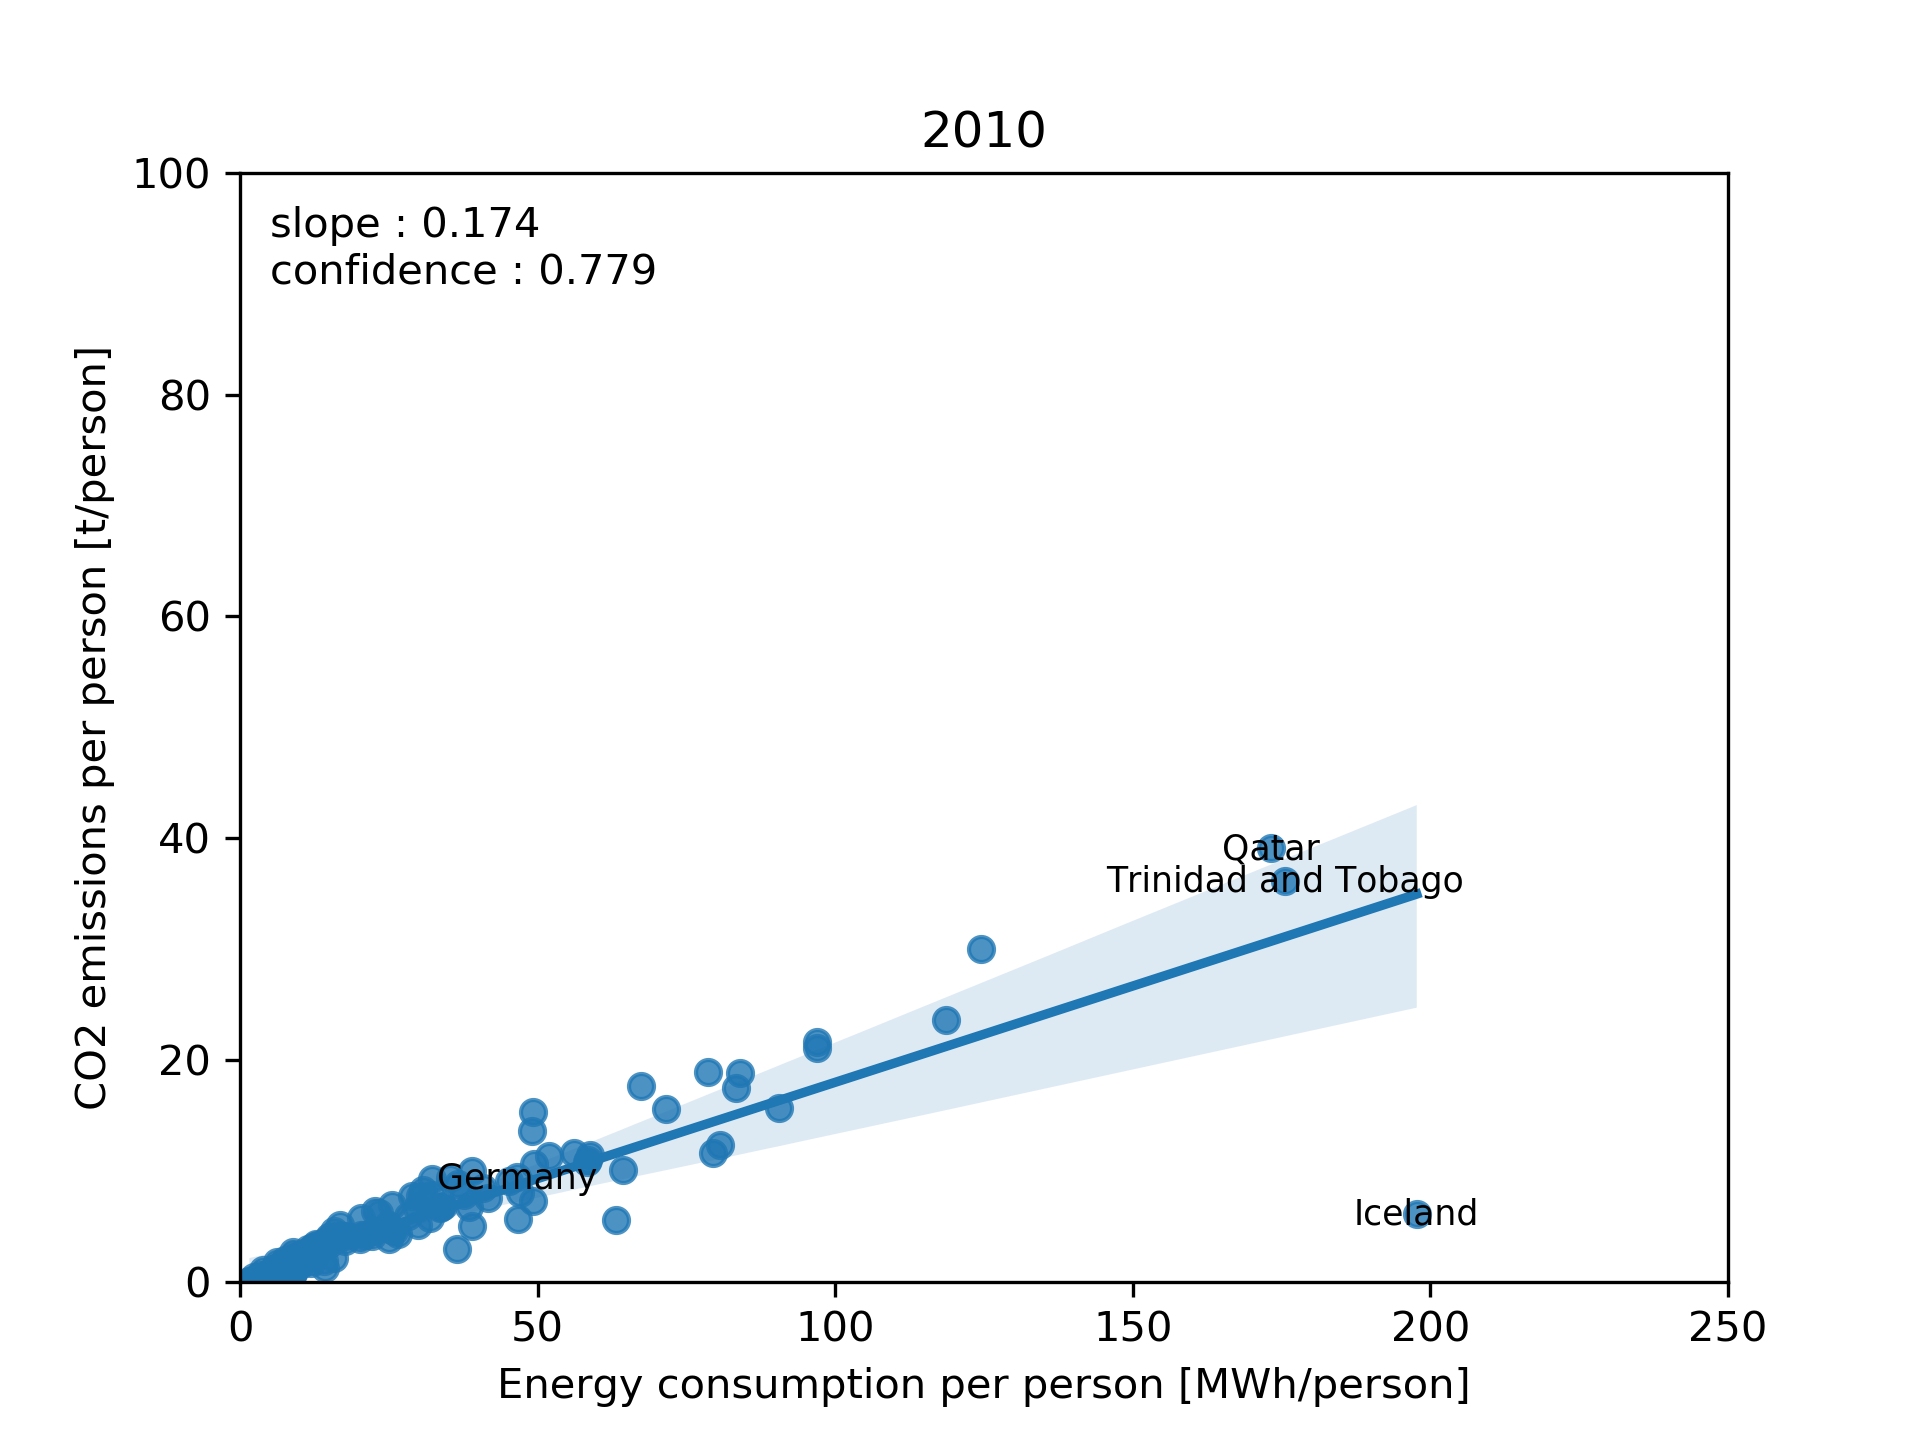 2010
slope : 0.174
confidence : 0.779
CO2 emissions per person [t/person]
100
80
60
40
20
0
Qatar
Trinidad and Tobago
Germany
Iceland
0 50 100 150 200 250
Energy consumption per person [MWh/person]